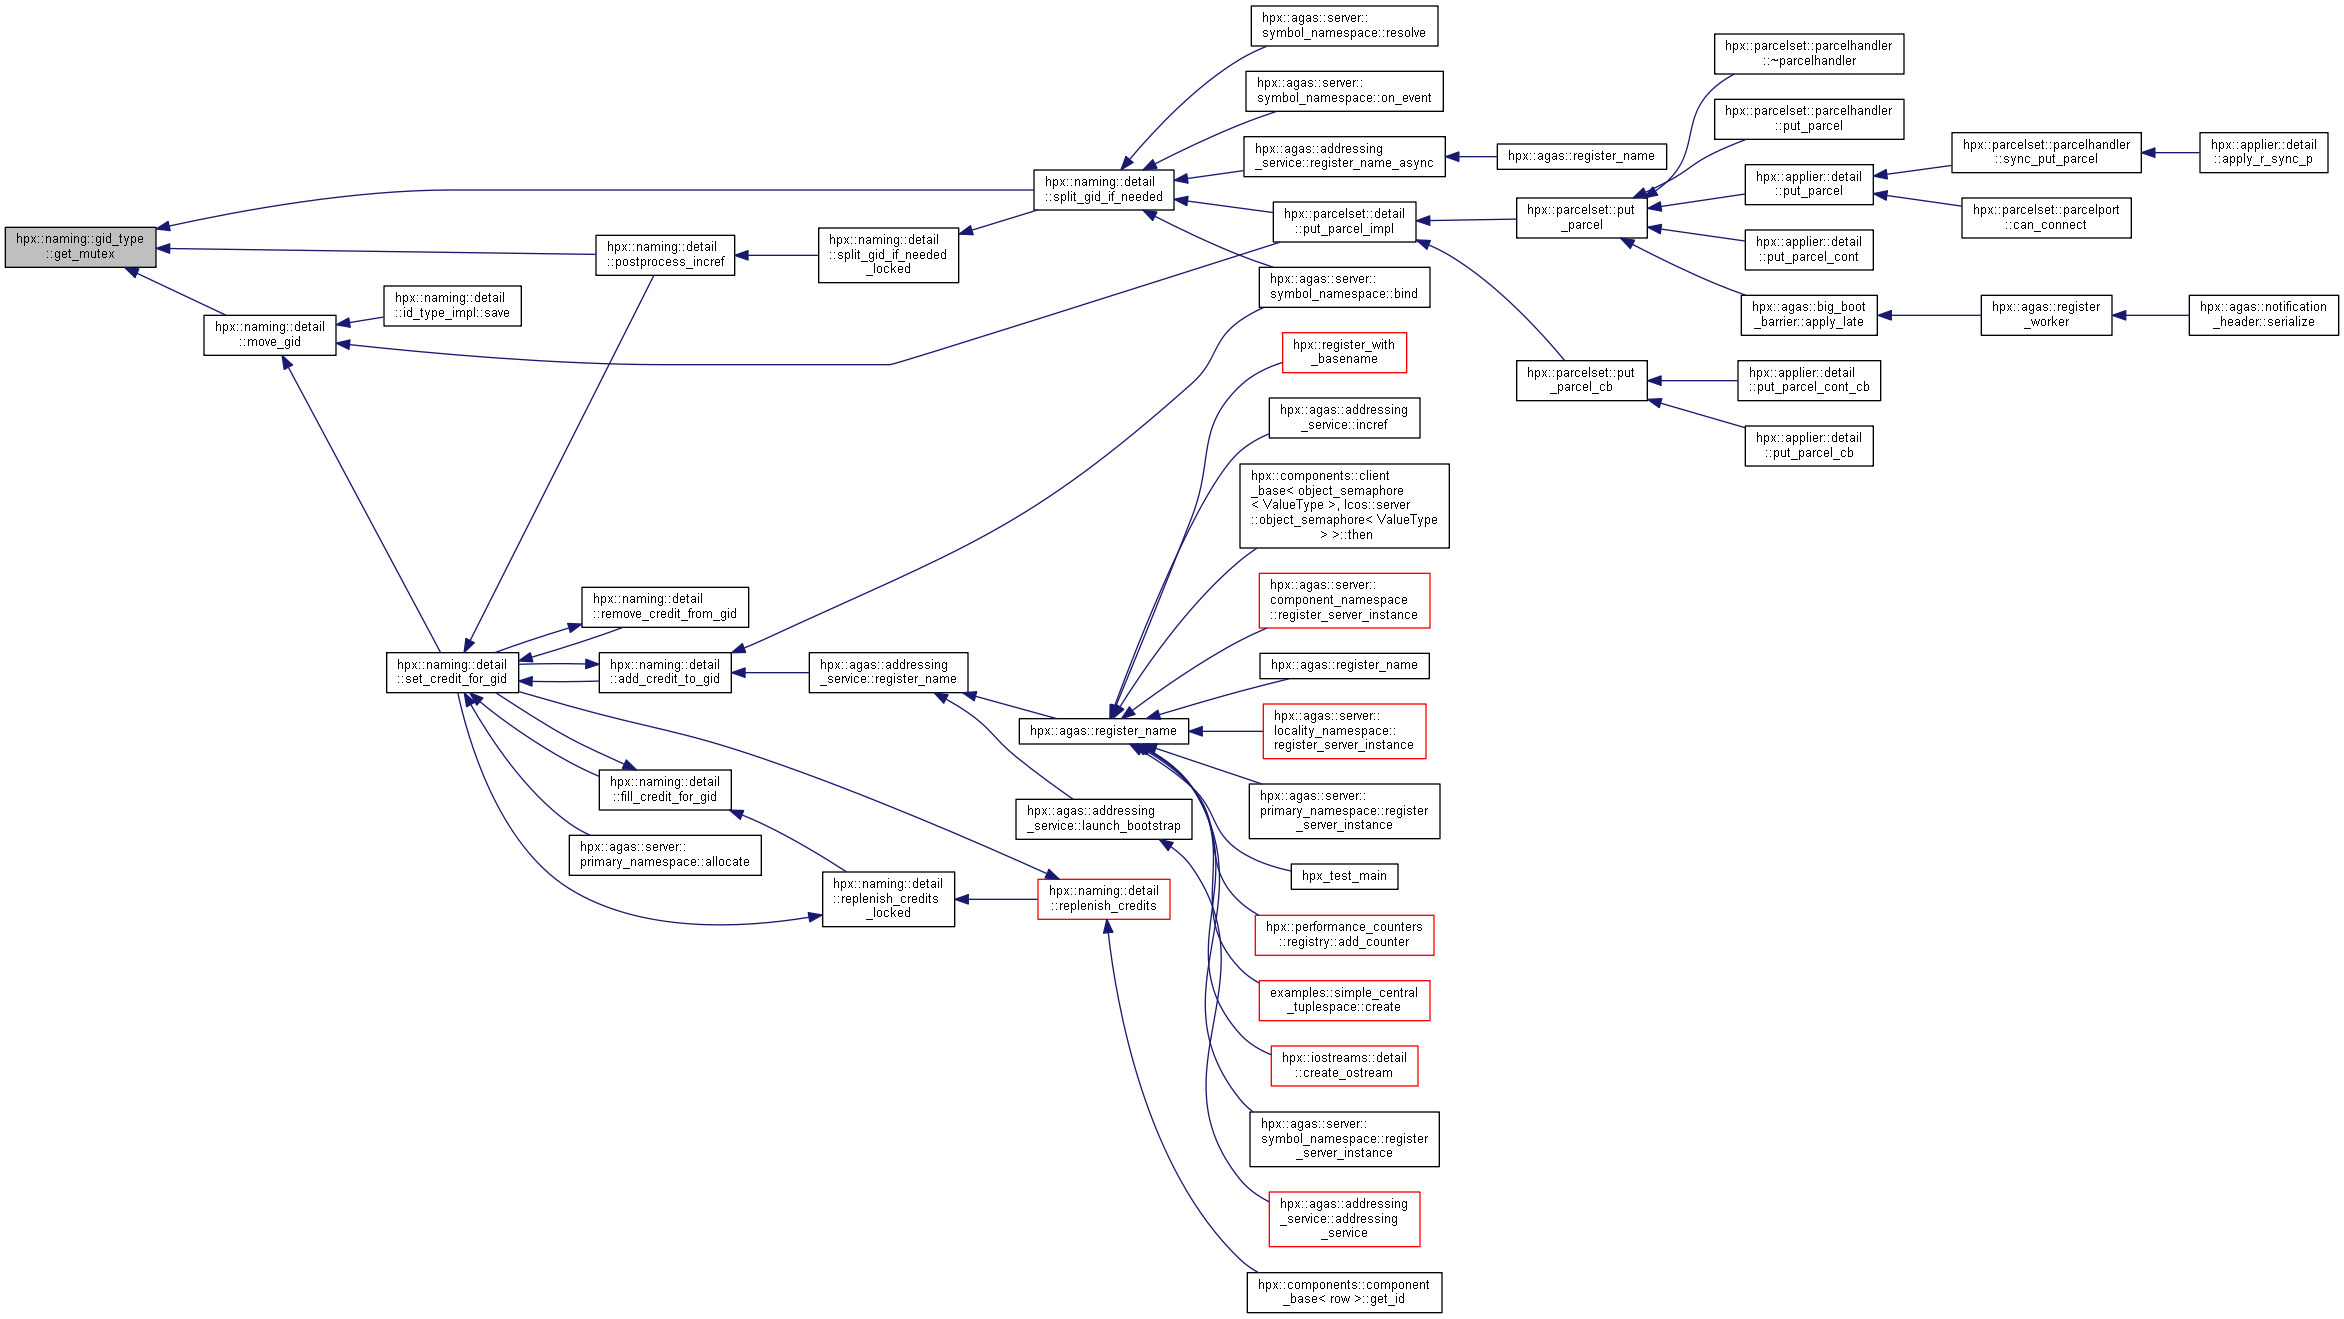 hpx::naming::gid_type
::get_mutex
hpx::naming::detail
::move_gid
hpx::naming::detail
::id_type_impl::save
hpx::naming::detail
::set_credit_for_gid
hpx::naming::detail
::postprocess_incref
hpx::naming::detail
::remove_credit_from_gid
hpx::naming::detail
::add_credit_to_gid
hpx::naming::detail
::fill_credit_for_gid
hpx::agas::server::
primary_namespace::allocate
hpx::naming::detail
::split_gid_if_needed
_locked
hpx::agas::addressing
_service::register_name
hpx::naming::detail
::replenish_credits
_locked
hpx::naming::detail
::split_gid_if_needed
hpx::agas::register_name
hpx::agas::addressing
_service::launch_bootstrap
hpx::naming::detail
::replenish_credits
hpx::agas::server::
symbol_namespace::resolve
hpx::agas::server::
symbol_namespace::on_event
hpx::agas::addressing
_service::register_name_async
hpx::parcelset::detail
::put_parcel_impl
hpx::agas::server::
symbol_namespace::bind
hpx::register_with
_basename
hpx::agas::addressing
_service::incref
hpx::components::client
_base< object_semaphore
< ValueType >, lcos::server
::object_semaphore< ValueType
> >::then
hpx::agas::server::
component_namespace
::register_server_instance
hpx::agas::register_name
hpx::agas::server::
locality_namespace::
register_server_instance
hpx::agas::server::
primary_namespace::register
_server_instance
hpx_test_main
hpx::performance_counters
::registry::add_counter
examples::simple_central
_tuplespace::create
hpx::iostreams::detail
::create_ostream
hpx::agas::server::
symbol_namespace::register
_server_instance
hpx::agas::addressing
_service::addressing
_service
hpx::components::component
_base< row >::get_id
hpx::agas::register_name
hpx::parcelset::put
_parcel
hpx::parcelset::put
_parcel_cb
hpx::parcelset::parcelhandler
::~parcelhandler
hpx::parcelset::parcelhandler
::put_parcel
hpx::applier::detail
::put_parcel
hpx::applier::detail
::put_parcel_cont
hpx::agas::big_boot
_barrier::apply_late
hpx::applier::detail
::put_parcel_cont_cb
hpx::applier::detail
::put_parcel_cb
hpx::parcelset::parcelhandler
::sync_put_parcel
hpx::parcelset::parcelport
::can_connect
hpx::agas::register
_worker
hpx::applier::detail
::apply_r_sync_p
hpx::agas::notification
_header::serialize